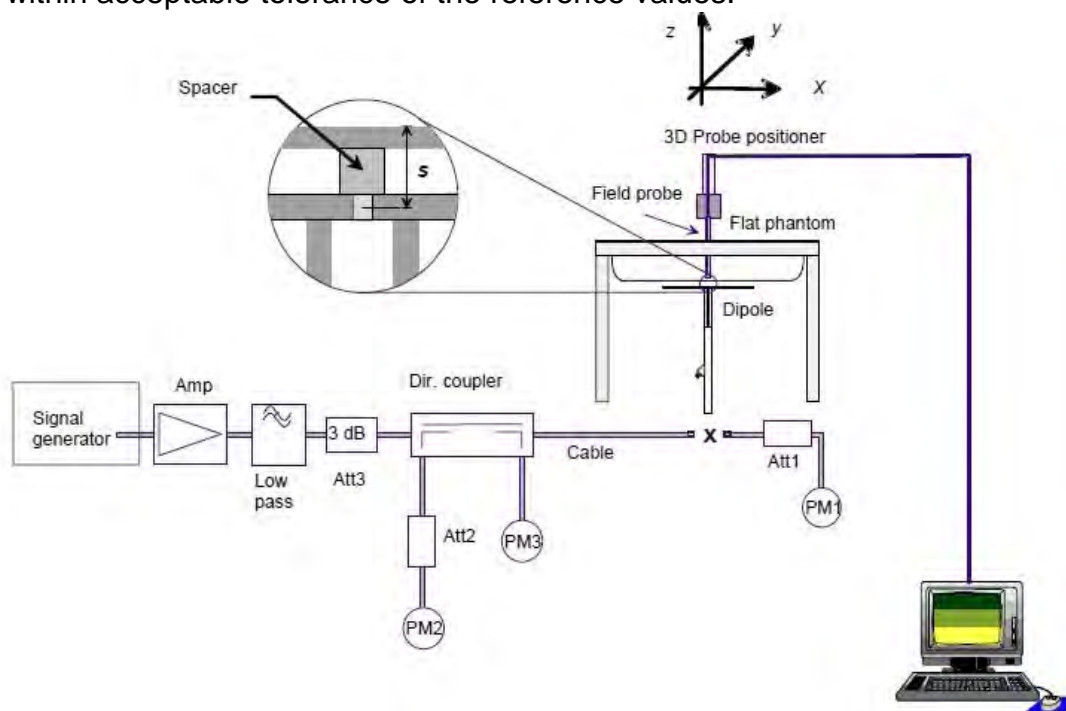 within acceptable tolerance of the reference values.
z
y
x
Spacer
s
3D Probe positioner
Field probe
Flat phantom
Dipole
Signal
generator
Amp
Low
pass
3 dB
Att3
Dir. coupler
Cable
x
Att1
PM1
Att2
PM3
PM2